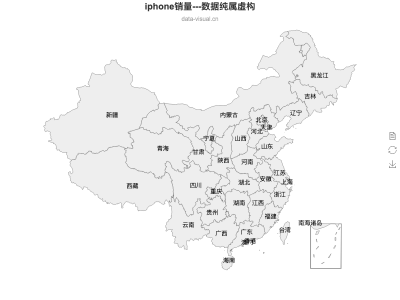 iphone销量---数据纯属虚构
data-visual.cn
黑龙江
吉林
辽宁
内蒙古
新疆
北京
天津
河北
山西
宁夏
山东
青海
甘肃
陕西
河南
江苏
安徽
上海
西藏
四川
湖北
重庆
浙江
湖南
江西
贵州
福建
云南
广西
广东
台湾
南海诸岛
香港
海南